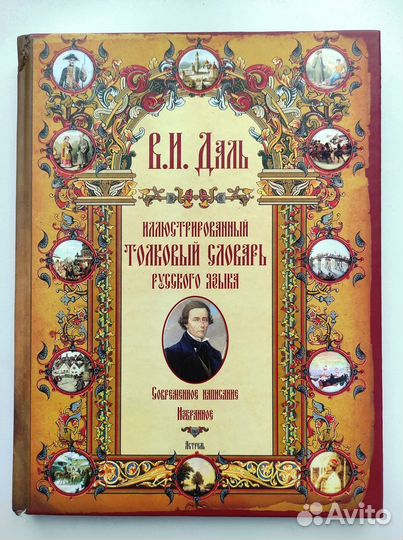 В.И. Даль
иллюстрированный
толковый словарь
русского языка
Современное написание
Избранное
Астрель
Avito